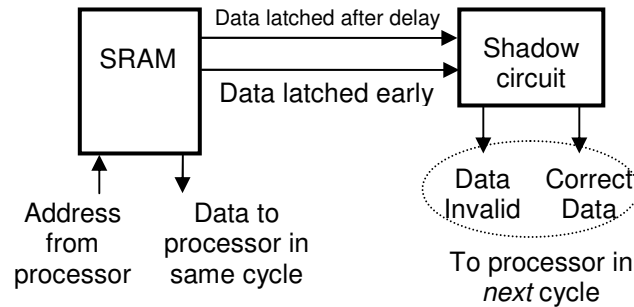 Data latched after delay
SRAM
Data latched early
Shadow
circuit
Address
from
processor
Data to
processor in
same cycle
Data
Invalid
Correct
Data
To processor in
next cycle